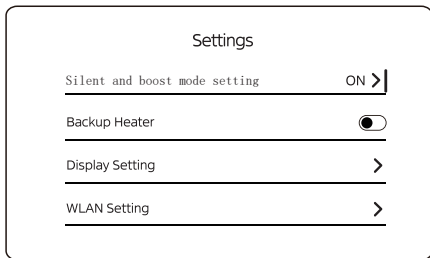 Settings
Silent and boost mode setting ON
Backup Heater
Display Setting
WLAN Setting